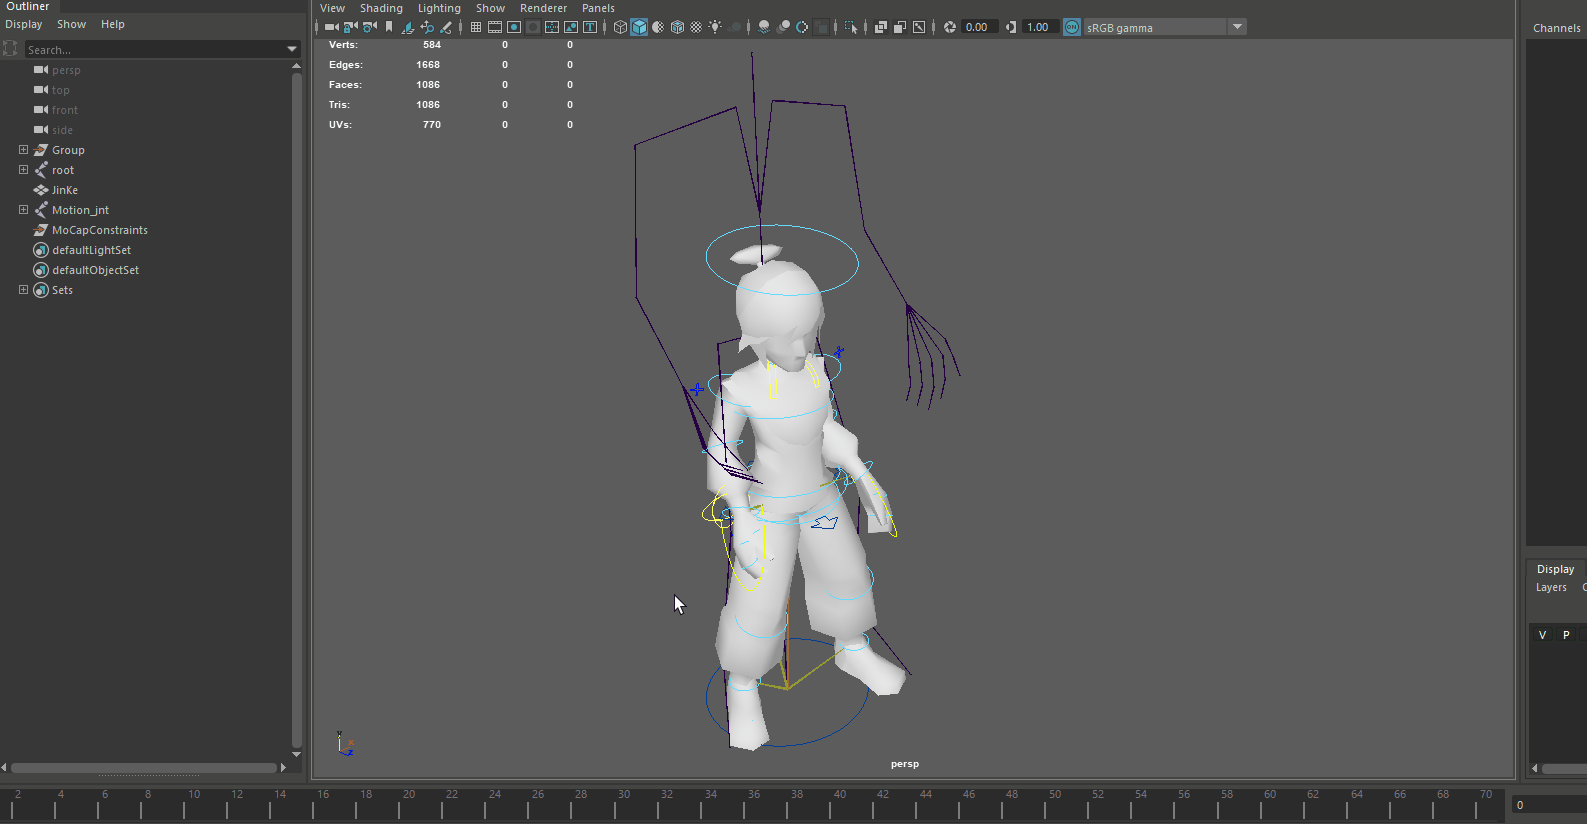 Outliner
Display Show Help
Search...
persp
top
front
side
Group
root
JinKe
Motion_jnt
MoCapConstraints
defaultLightSet
defaultObjectSet
Sets
View Shading Lighting Show Renderer Panels
0.00 1.00 ON sRGB gamma
Verts: 584 0 0
Edges: 1668 0 0
Faces: 1086 0 0
Tris: 1086 0 0
UVs: 770 0 0
persp
Channels
Display
Layers
V P
2 4 6 8 10 12 14 16 18 20 22 24 26 28 30 32 34 36 38 40 42 44 46 48 50 52 54 56 58 60 62 64 66 68 70
0